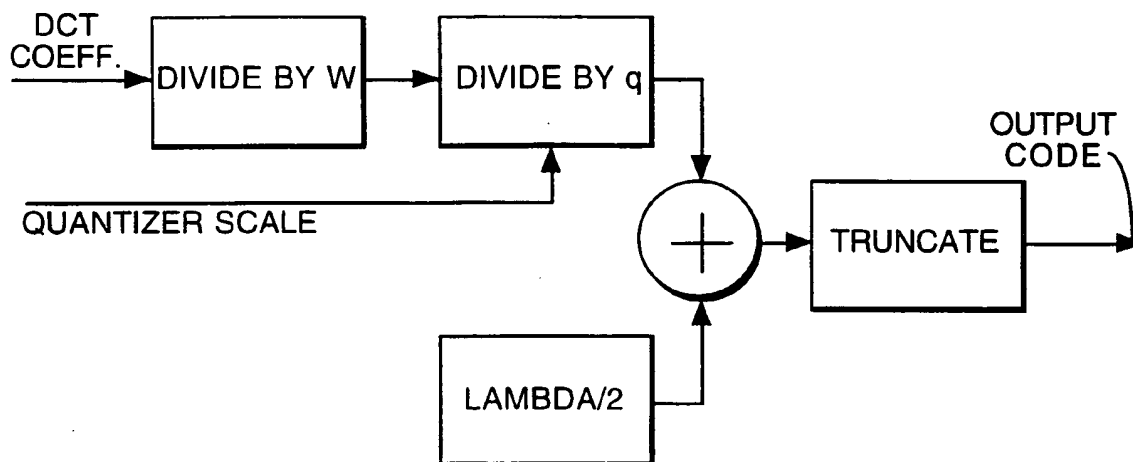 DCT
COEFF.
DIVIDE BY W
DIVIDE BY q
QUANTIZER SCALE
OUTPUT
CODE
TRUNCATE
LAMBDA/2